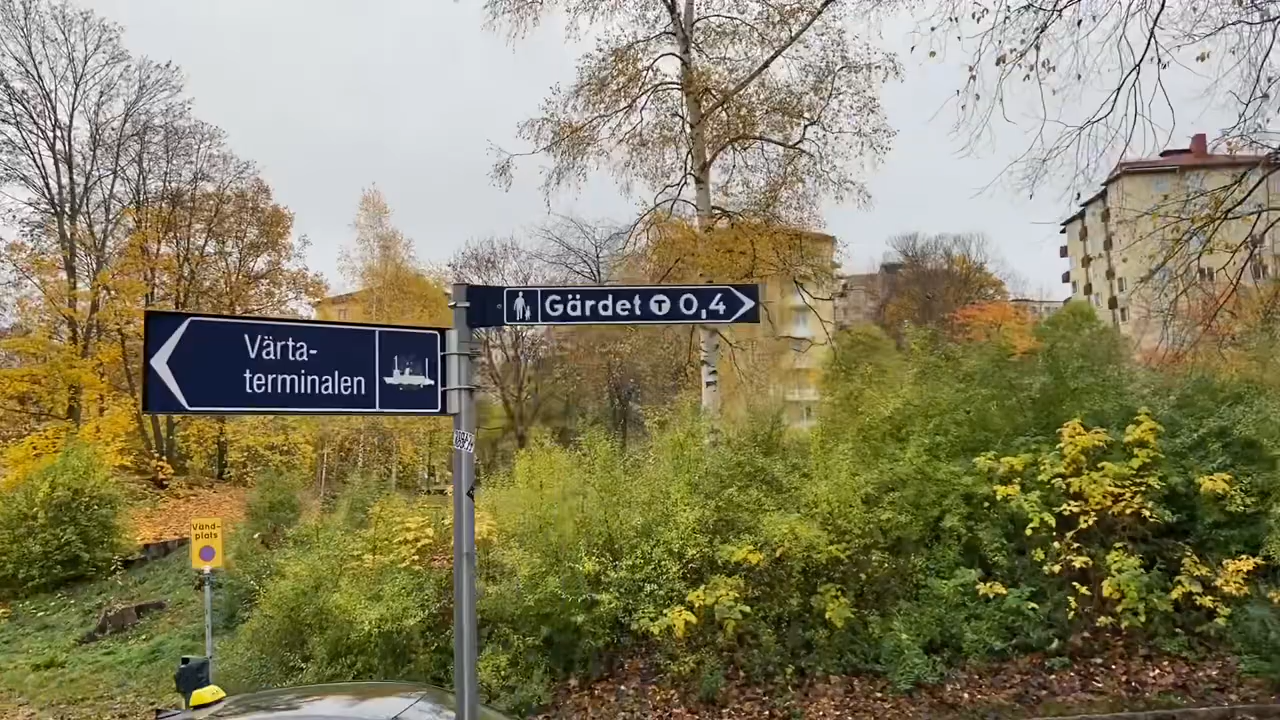 Värta-
terminalen
Gärdet T 0,4
Vänd-
plats